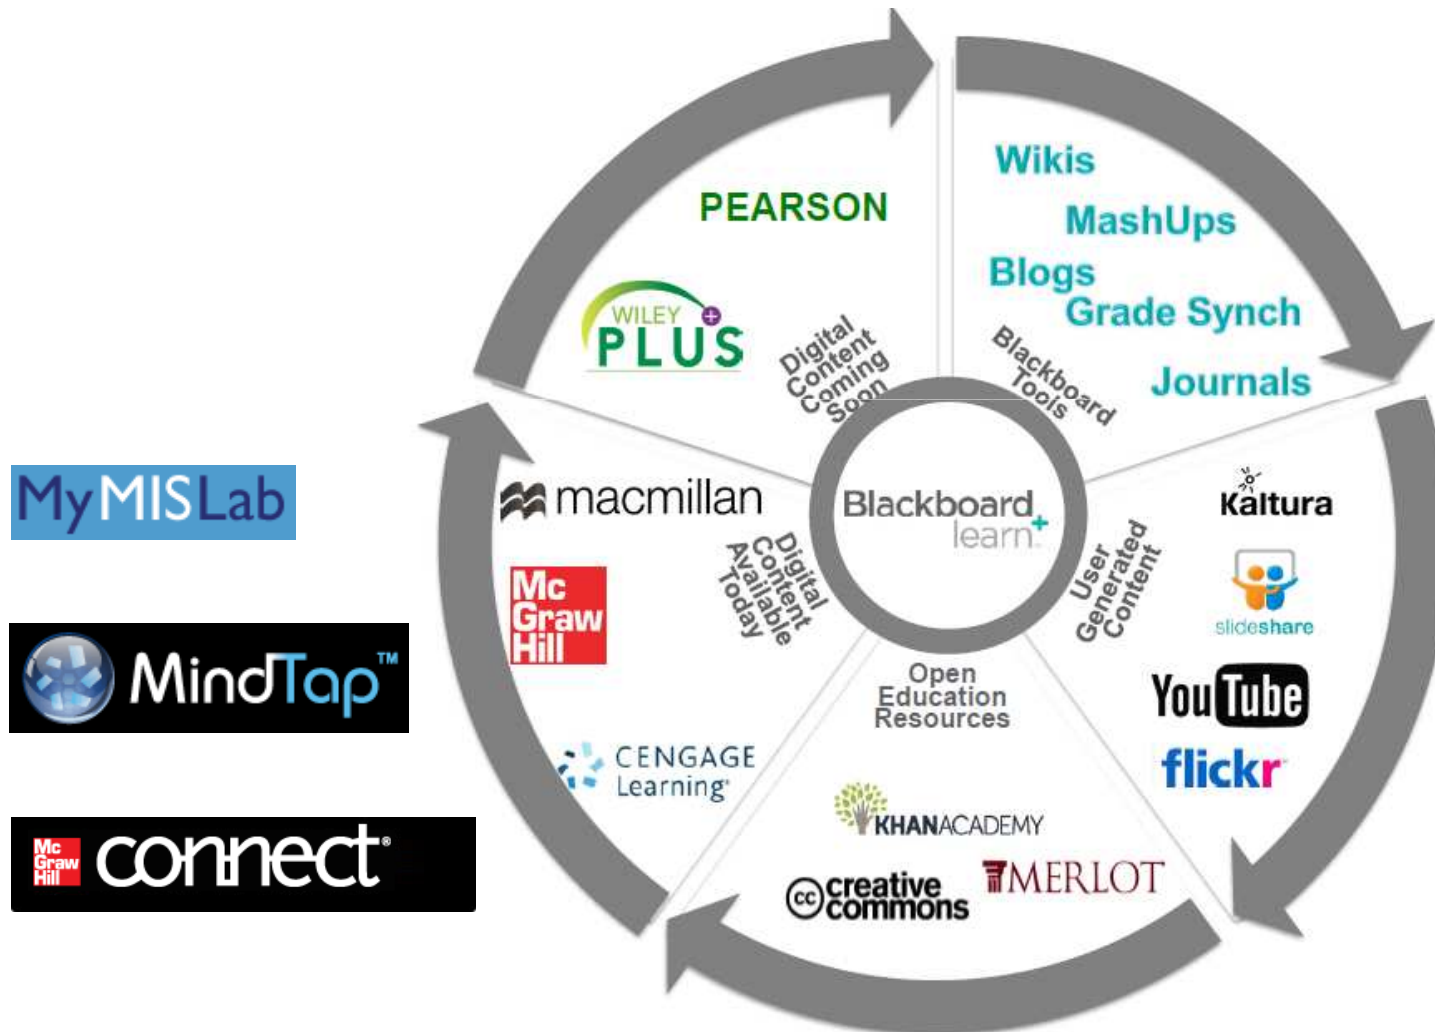 PEARSON
WILEY
PLUS
Digital
Content
Coming
Soon
Wikis
MashUps
Blogs
Grade Synch
Journals
Blackboard
Tools
MyMISLab
MindTap™
Mc
Graw
Hill
connect®
macmillan
Mc
Graw
Hill
CENGAGE
Learning®
Digital
Content
Available
Today
Blackboard
learn+™
Kaltura
slideshare
YouTube
flickr
User
Generated
Content
Open
Education
Resources
KHANACADEMY
MERLOT
cc creative
commons